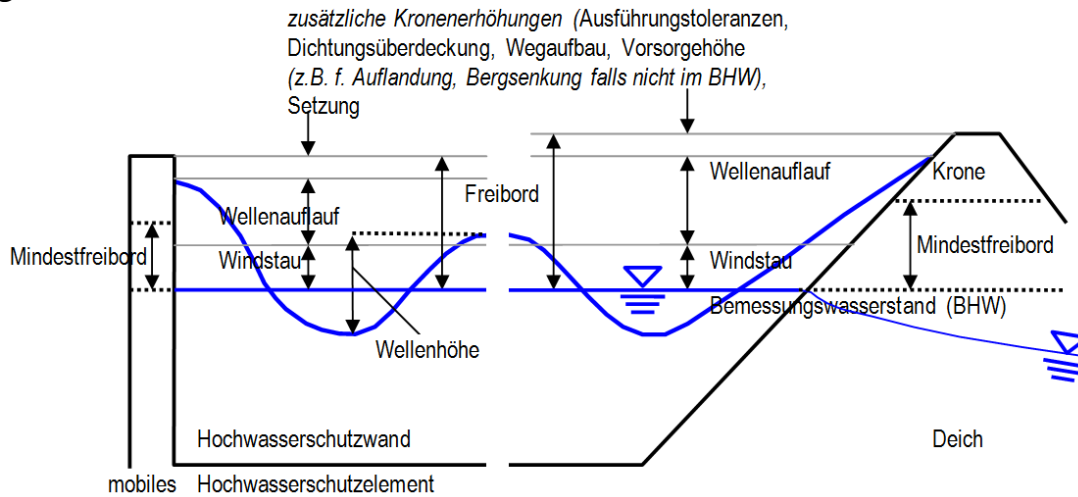 zusätzliche Kronenerhöhungen (Ausführungstoleranzen,
Dichtungsüberdeckung, Wegaufbau, Vorsorgehöhe
(z.B. f. Auflandung, Bergsenkung falls nicht im BHW),
Setzung
Wellenauflauf
Krone
Freibord
Wellenauflauf
Mindestfreibord
Windstau
Windstau
Mindestfreibord
Bemessungswasserstand (BHW)
Wellenhöhe
Hochwasserschutzwand
Deich
mobiles Hochwasserschutzelement